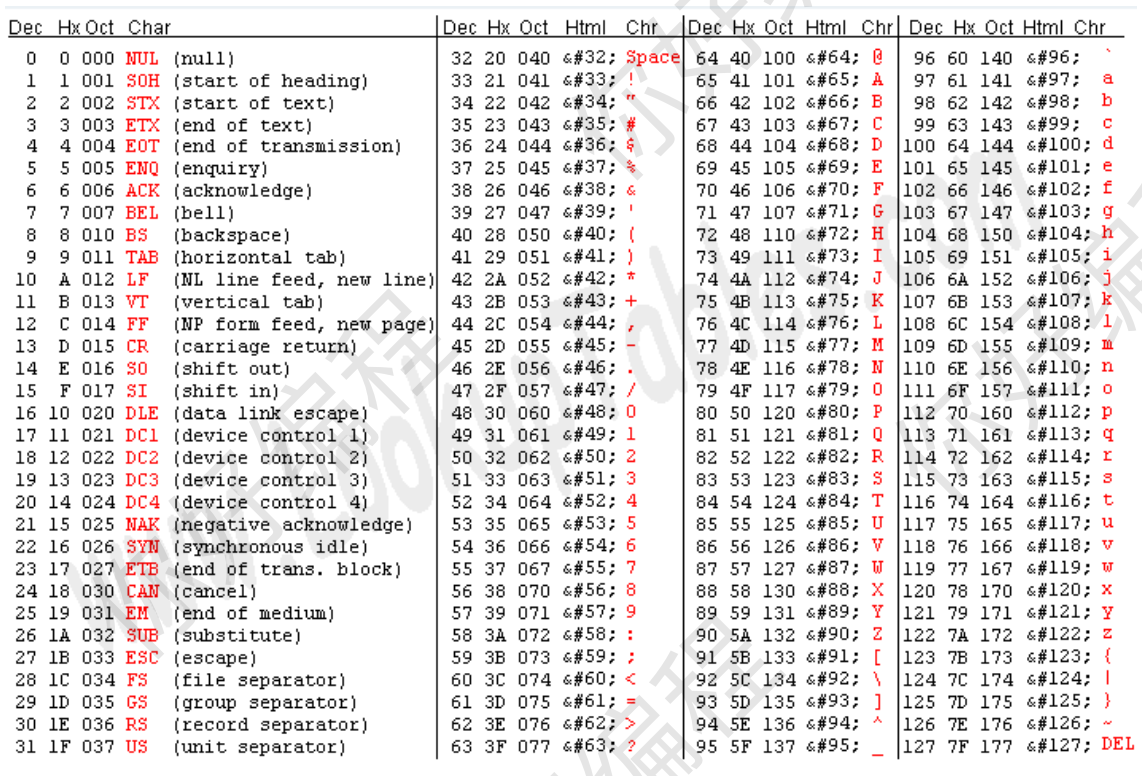 Dec Hx Oct Char Dec Hx Oct Html Chr Dec Hx Oct Html Chr Dec Hx Oct Html Chr
0 0 000 NUL (null) 32 20 040 &#32; Space 64 40 100 &#64; @ 96 60 140 &#96; `
1 1 001 SOH (start of heading) 33 21 041 &#33; ! 65 41 101 &#65; A 97 61 141 &#97; a
2 2 002 STX (start of text) 34 22 042 &#34; " 66 42 102 &#66; B 98 62 142 &#98; b
3 3 003 ETX (end of text) 35 23 043 &#35; # 67 43 103 &#67; C 99 63 143 &#99; c
4 4 004 EOT (end of transmission) 36 24 044 &#36; $ 68 44 104 &#68; D 100 64 144 &#100; d
5 5 005 ENQ (enquiry) 37 25 045 &#37; % 69 45 105 &#69; E 101 65 145 &#101; e
6 6 006 ACK (acknowledge) 38 26 046 &#38; & 70 46 106 &#70; F 102 66 146 &#102; f
7 7 007 BEL (bell) 39 27 047 &#39; ' 71 47 107 &#71; G 103 67 147 &#103; g
8 8 010 BS (backspace) 40 28 050 &#40; ( 72 48 110 &#72; H 104 68 150 &#104; h
9 9 011 TAB (horizontal tab) 41 29 051 &#41; ) 73 49 111 &#73; I 105 69 151 &#105; i
10 A 012 LF (NL line feed, new line) 42 2A 052 &#42; * 74 4A 112 &#74; J 106 6A 152 &#106; j
11 B 013 VT (vertical tab) 43 2B 053 &#43; + 75 4B 113 &#75; K 107 6B 153 &#107; k
12 C 014 FF (NP form feed, new page) 44 2C 054 &#44; , 76 4C 114 &#76; L 108 6C 154 &#108; l
13 D 015 CR (carriage return) 45 2D 055 &#45; - 77 4D 115 &#77; M 109 6D 155 &#109; m
14 E 016 SO (shift out) 46 2E 056 &#46; . 78 4E 116 &#78; N 110 6E 156 &#110; n
15 F 017 SI (shift in) 47 2F 057 &#47; / 79 4F 117 &#79; O 111 6F 157 &#111; o
16 10 020 DLE (data link escape) 48 30 060 &#48; 0 80 50 120 &#80; P 112 70 160 &#112; p
17 11 021 DC1 (device control 1) 49 31 061 &#49; 1 81 51 121 &#81; Q 113 71 161 &#113; q
18 12 022 DC2 (device control 2) 50 32 062 &#50; 2 82 52 122 &#82; R 114 72 162 &#114; r
19 13 023 DC3 (device control 3) 51 33 063 &#51; 3 83 53 123 &#83; S 115 73 163 &#115; s
20 14 024 DC4 (device control 4) 52 34 064 &#52; 4 84 54 124 &#84; T 116 74 164 &#116; t
21 15 025 NAK (negative acknowledge) 53 35 065 &#53; 5 85 55 125 &#85; U 117 75 165 &#117; u
22 16 026 SYN (synchronous idle) 54 36 066 &#54; 6 86 56 126 &#86; V 118 76 166 &#118; v
23 17 027 ETB (end of trans. block) 55 37 067 &#55; 7 87 57 127 &#87; W 119 77 167 &#119; w
24 18 030 CAN (cancel) 56 38 070 &#56; 8 88 58 130 &#88; X 120 78 170 &#120; x
25 19 031 EM (end of medium) 57 39 071 &#57; 9 89 59 131 &#89; Y 121 79 171 &#121; y
26 1A 032 SUB (substitute) 58 3A 072 &#58; : 90 5A 132 &#90; Z 122 7A 172 &#122; z
27 1B 033 ESC (escape) 59 3B 073 &#59; ; 91 5B 133 &#91; [ 123 7B 173 &#123; {
28 1C 034 FS (file separator) 60 3C 074 &#60; < 92 5C 134 &#92; \ 124 7C 174 &#124; |
29 1D 035 GS (group separator) 61 3D 075 &#61; = 93 5D 135 &#93; ] 125 7D 175 &#125; }
30 1E 036 RS (record separator) 62 3E 076 &#62; > 94 5E 136 &#94; ^ 126 7E 176 &#126; ~
31 1F 037 US (unit separator) 63 3F 077 &#63; ? 95 5F 137 &#95; _ 127 7F 177 &#127; DEL
你好编程